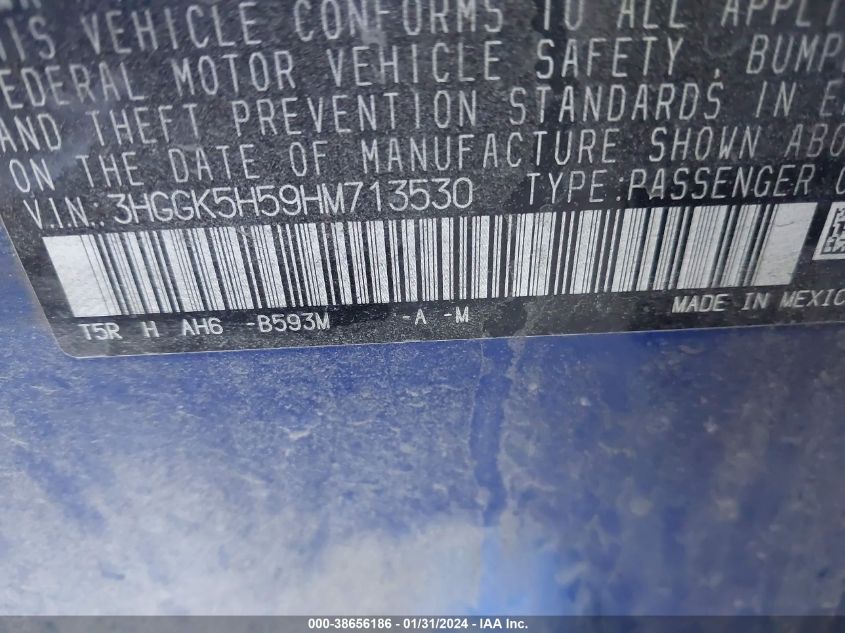 THIS VEHICLE CONFORMS TO ALL APPLI
FEDERAL MOTOR VEHICLE SAFETY, BUMP
AND THEFT PREVENTION STANDARDS IN E
ON THE DATE OF MANUFACTURE SHOWN ABO
V.I.N.:3HGGK5H59HM713530 TYPE:PASSENGER C
T5R H AH6 -B593M -A -M MADE IN MEXIC
000-38656186 - 01/31/2024 - IAA Inc.